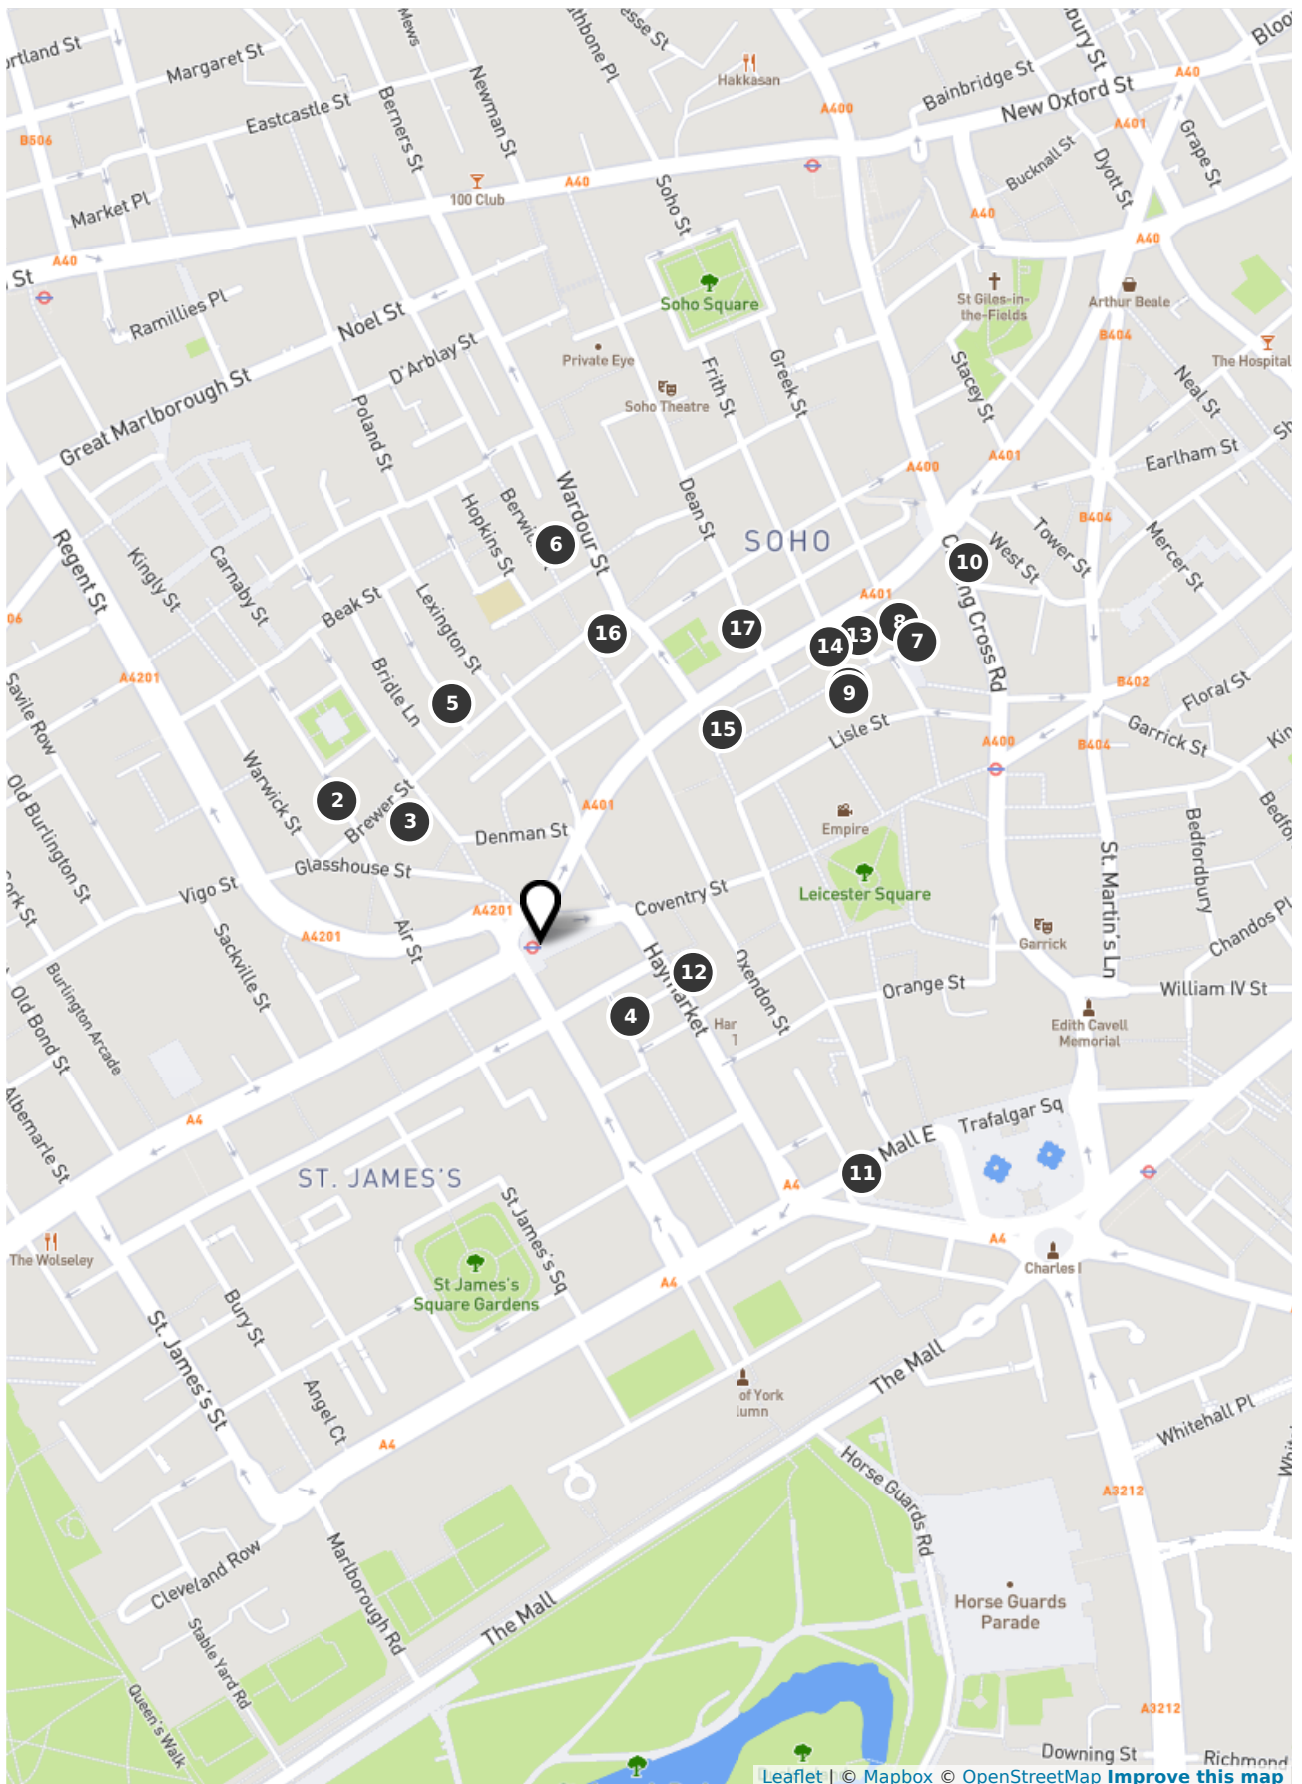 Margaret St
Mews
Hakkasan
Bainbridge St
New Oxford St
A40
Eastcastle St
Berners St
Newman St
A400
A401
B506
Bucknall St
Dyott St
Grape St
100 Club
A40
Soho St
Market Pl
A40
A40
A40
St
Ramillies Pl
Noel St
Soho Square
St Giles-in-
the-Fields
Arthur Beale
B404
D'Arblay St
Private Eye
The Hospital
Great Marlborough St
Poland St
Soho Theatre
Frith St
Greek St
Stacey St
Neal St
A400
A401
Earlham St
Wardour St
Dean St
Hopkins St
B404
SOHO
Regent St
Kingly St
Carnaby St
6
10
West St
Tower St
Mercer St
Beak St
Lexington St
A401
16
17
14
13
8
7
A4201
Bridle Ln
5
9
B402
Floral St
Savile Row
15
Lisle St
A400
B404
Garrick St
Old Burlington St
Warwick St
2
Brewer St
3
A401
Denman St
Empire
Bedfordbury
Glasshouse St
Vigo St
Leicester Square
St. Martin's Ln
Coventry St
A4201
A4201
Air St
Sackville St
Garrick
Chandos Pl
Burlington Arcade
Old Bond St
Haymarket
12
Oxendon St
Orange St
William IV St
4
Har
1
Edith Cavell
Memorial
Albemarle St
A4
Trafalgar Sq
Mall E
ST. JAMES'S
11
A4
St James's Sq
The Wolseley
A4
Charles I
St James's
Square Gardens
A4
Bury St
St. James's St
The Mall
of York
Angel Ct
A4
Whitehall Pl
Horse Guards Rd
A3212
Cleveland Row
Marlborough Rd
Horse Guards
Parade
The Mall
Stable Yard Rd
Queen's Walk
A3212
Downing St
Richmond
Leaflet | © Mapbox © OpenStreetMap Improve this map